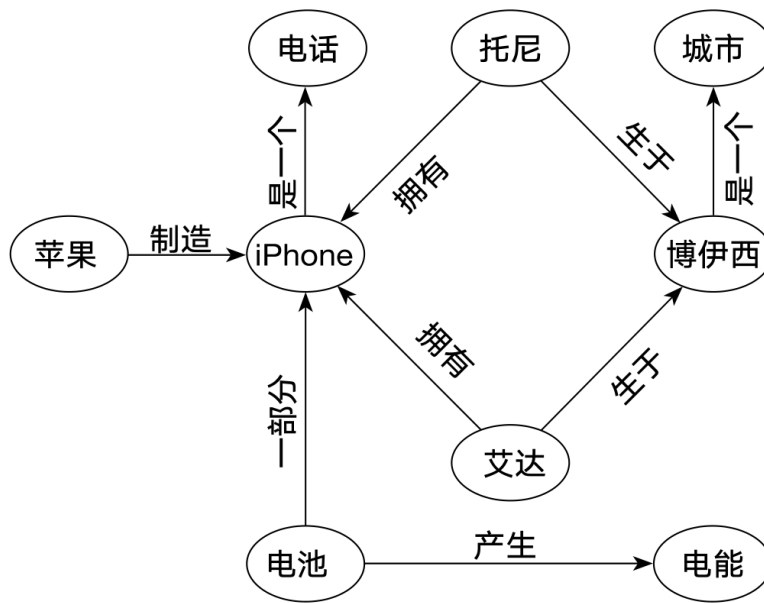 电话
托尼
城市
是一个
拥有
生于
是一个
苹果
制造
iPhone
博伊西
一部分
拥有
生于
艾达
电池
产生
电能